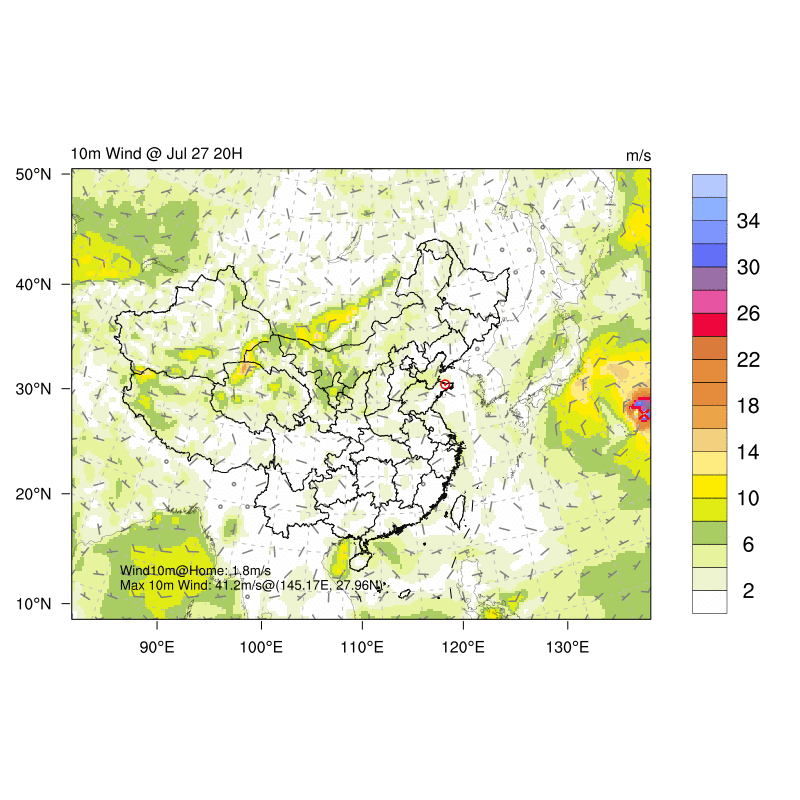 10m Wind @ Jul 27 20H
m/s
50°N
40°N
30°N
20°N
10°N
90°E
100°E
110°E
120°E
130°E
34
30
26
22
18
14
10
6
2
Wind10m@Home: 1.8m/s
Max 10m Wind: 41.2m/s@(145.17E, 27.96N)